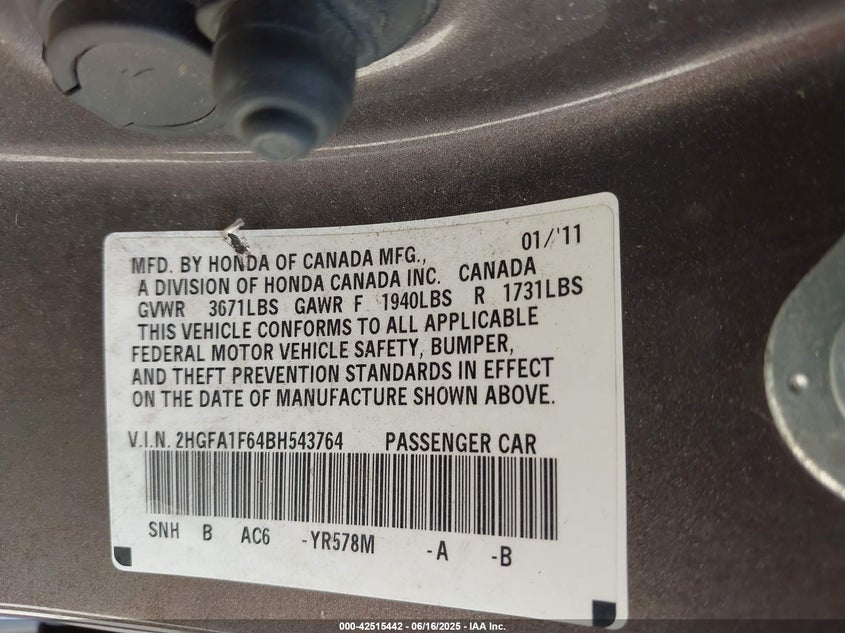 01/'11
MFD. BY HONDA OF CANADA MFG.,
A DIVISION OF HONDA CANADA INC. CANADA
GVWR 3671LBS GAWR F 1940LBS R 1731LBS
THIS VEHICLE CONFORMS TO ALL APPLICABLE
FEDERAL MOTOR VEHICLE SAFETY, BUMPER,
AND THEFT PREVENTION STANDARDS IN EFFECT
ON THE DATE OF MANUFACTURE SHOWN ABOVE.
V.I.N. 2HGFA1F64BH543764 PASSENGER CAR
SNH B AC6 -YR578M -A -B
000-42515442 - 06/16/2025 - IAA Inc.